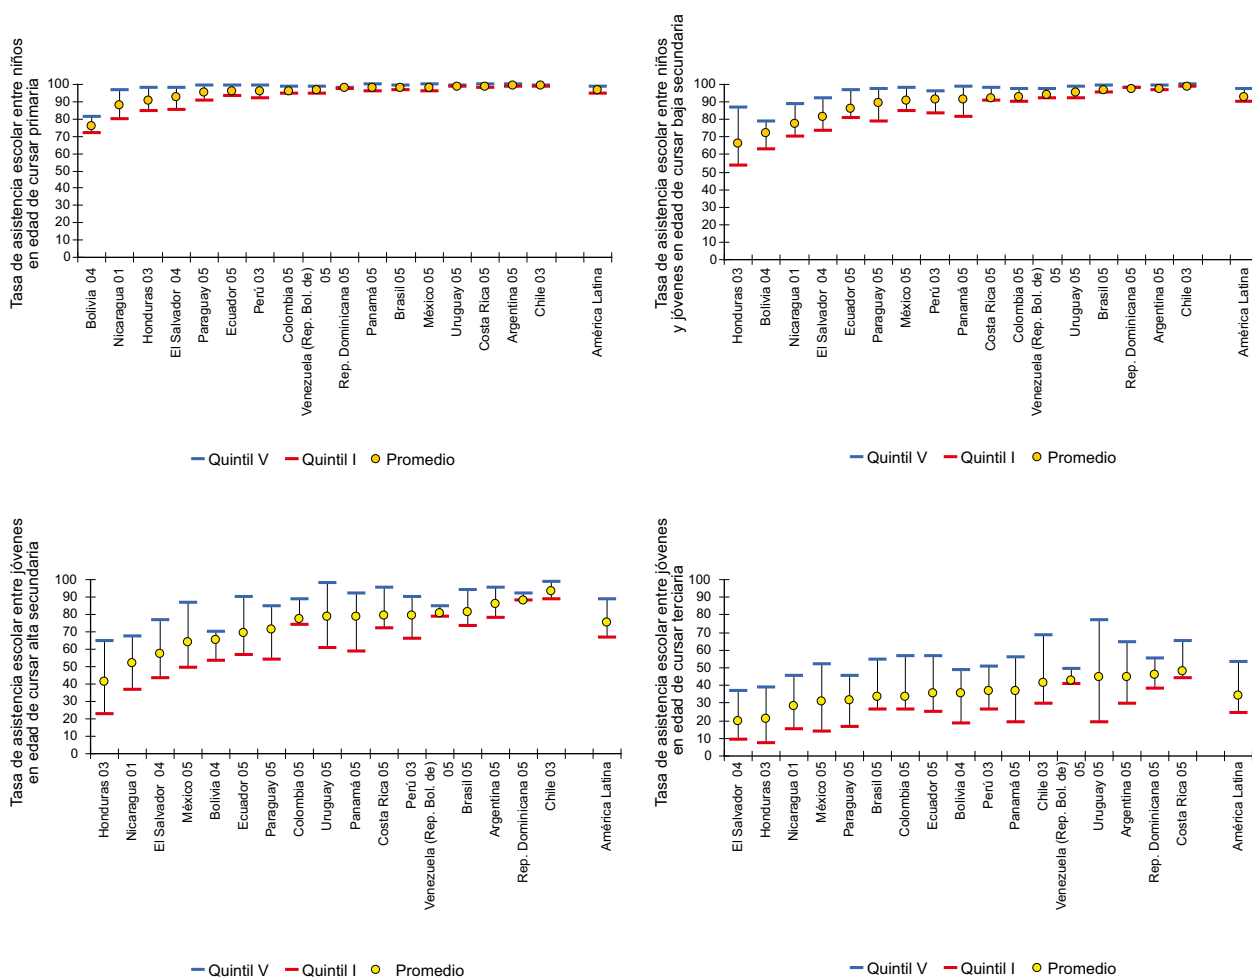 Tasa de asistencia escolar entre niños
en edad de cursar primaria
100
90
80
70
60
50
40
30
20
10
0
Bolivia 04
Nicaragua 01
Honduras 03
El Salvador 04
Paraguay 05
Ecuador 05
Perú 03
Colombia 05
Venezuela (Rep. Bol. de)
05
Rep. Dominicana 05
Panamá 05
Brasil 05
México 05
Uruguay 05
Costa Rica 05
Argentina 05
Chile 03
América Latina
Quintil V Quintil I Promedio
Tasa de asistencia escolar entre niños
y jóvenes en edad de cursar baja secundaria
100
90
80
70
60
50
40
30
20
10
0
Honduras 03
Bolivia 04
Nicaragua 01
El Salvador 04
Ecuador 05
Paraguay 05
México 05
Perú 03
Panamá 05
Costa Rica 05
Colombia 05
Venezuela (Rep. Bol. de)
05
Uruguay 05
Brasil 05
Rep. Dominicana 05
Argentina 05
Chile 03
América Latina
Quintil V Quintil I Promedio
Tasa de asistencia escolar entre jóvenes
en edad de cursar alta secundaria
100
90
80
70
60
50
40
30
20
10
0
Honduras 03
Nicaragua 01
El Salvador 04
México 05
Bolivia 04
Ecuador 05
Paraguay 05
Colombia 05
Uruguay 05
Panamá 05
Costa Rica 05
Perú 03
Venezuela (Rep. Bol. de)
05
Brasil 05
Argentina 05
Rep. Dominicana 05
Chile 03
América Latina
Quintil V Quintil I Promedio
Tasa de asistencia escolar entre jóvenes
en edad de cursar terciaria
100
90
80
70
60
50
40
30
20
10
0
El Salvador 04
Honduras 03
Nicaragua 01
México 05
Paraguay 05
Brasil 05
Colombia 05
Ecuador 05
Bolivia 04
Perú 03
Panamá 05
Chile 03
Venezuela (Rep. Bol. de)
05
Uruguay 05
Argentina 05
Rep. Dominicana 05
Costa Rica 05
América Latina
Quintil V Quintil I Promedio